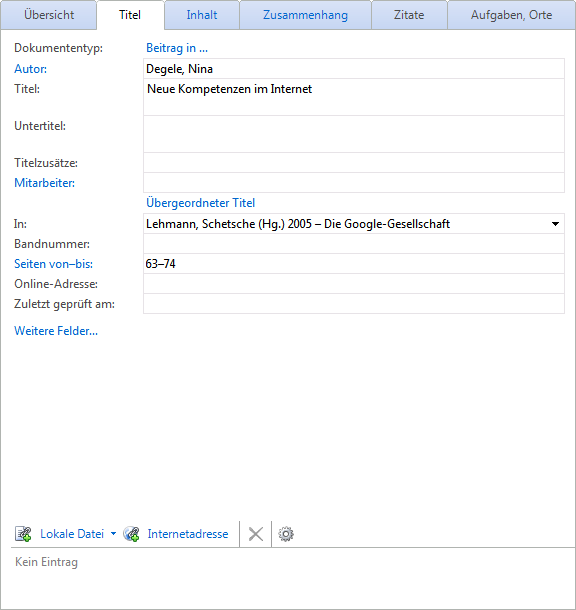 Übersicht Titel Inhalt Zusammenhang Zitate Aufgaben, Orte
Dokumententyp: Beitrag in ...
Autor: Degele, Nina
Titel: Neue Kompetenzen im Internet
Untertitel:
Titelzusätze:
Mitarbeiter:
Übergeordneter Titel
In: Lehmann, Schetsche (Hg.) 2005 – Die Google-Gesellschaft
Bandnummer:
Seiten von–bis: 63–74
Online-Adresse:
Zuletzt geprüft am:
Weitere Felder...
Lokale Datei Internetadresse
Kein Eintrag